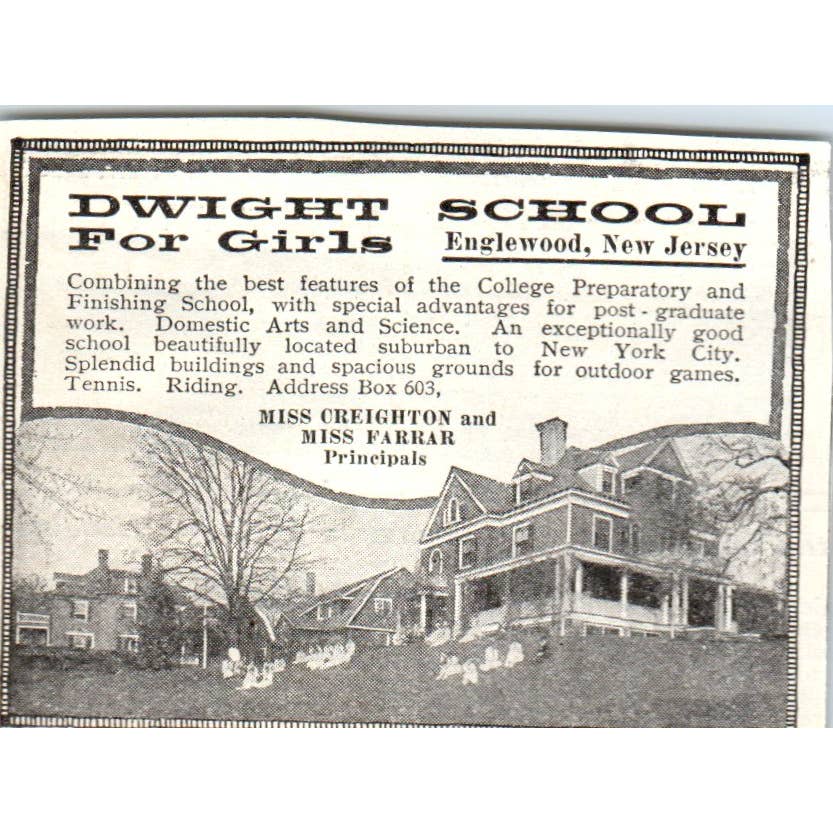 DWIGHT SCHOOL
For Girls Englewood, New Jersey
Combining the best features of the College Preparatory and
Finishing School, with special advantages for post-graduate
work. Domestic Arts and Science. An exceptionally good
school beautifully located suburban to New York City.
Splendid buildings and spacious grounds for outdoor games.
Tennis. Riding. Address Box 603,
MISS CREIGHTON and
MISS FARRAR
Principals